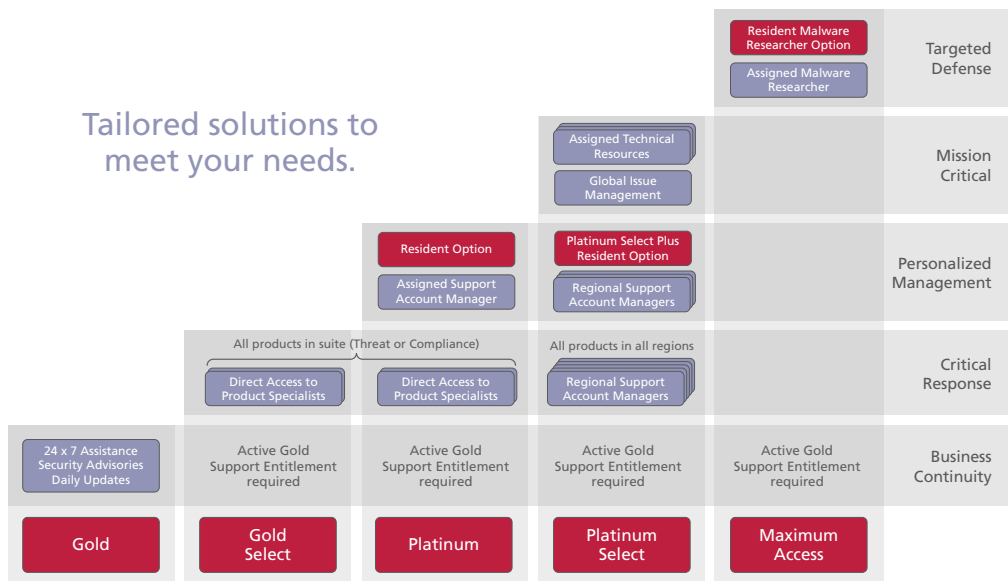 Resident Malware
Researcher Option
Assigned Malware
Researcher
Targeted
Defense
Tailored solutions to
meet your needs.
Assigned Technical
Resources
Global Issue
Management
Mission
Critical
Resident Option
Assigned Support
Account Manager
Platinum Select Plus
Resident Option
Regional Support
Account Managers
Personalized
Management
All products in suite (Threat or Compliance)
All products in all regions
Direct Access to
Product Specialists
Direct Access to
Product Specialists
Regional Support
Account Managers
Critical
Response
24 x 7 Assistance
Security Advisories
Daily Updates
Active Gold
Support Entitlement
required
Active Gold
Support Entitlement
required
Active Gold
Support Entitlement
required
Active Gold
Support Entitlement
required
Business
Continuity
Gold
Gold
Select
Platinum
Platinum
Select
Maximum
Access